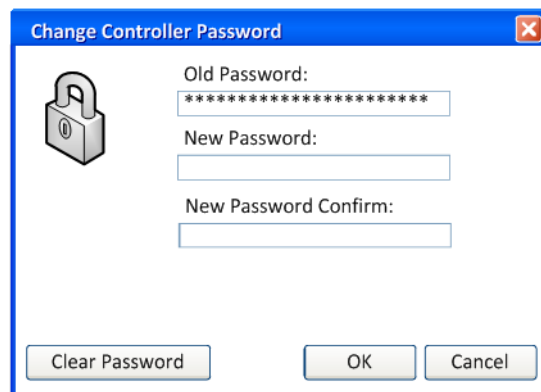 Change Controller Password
Old Password:
***********************
New Password:
New Password Confirm:
Clear Password
OK
Cancel